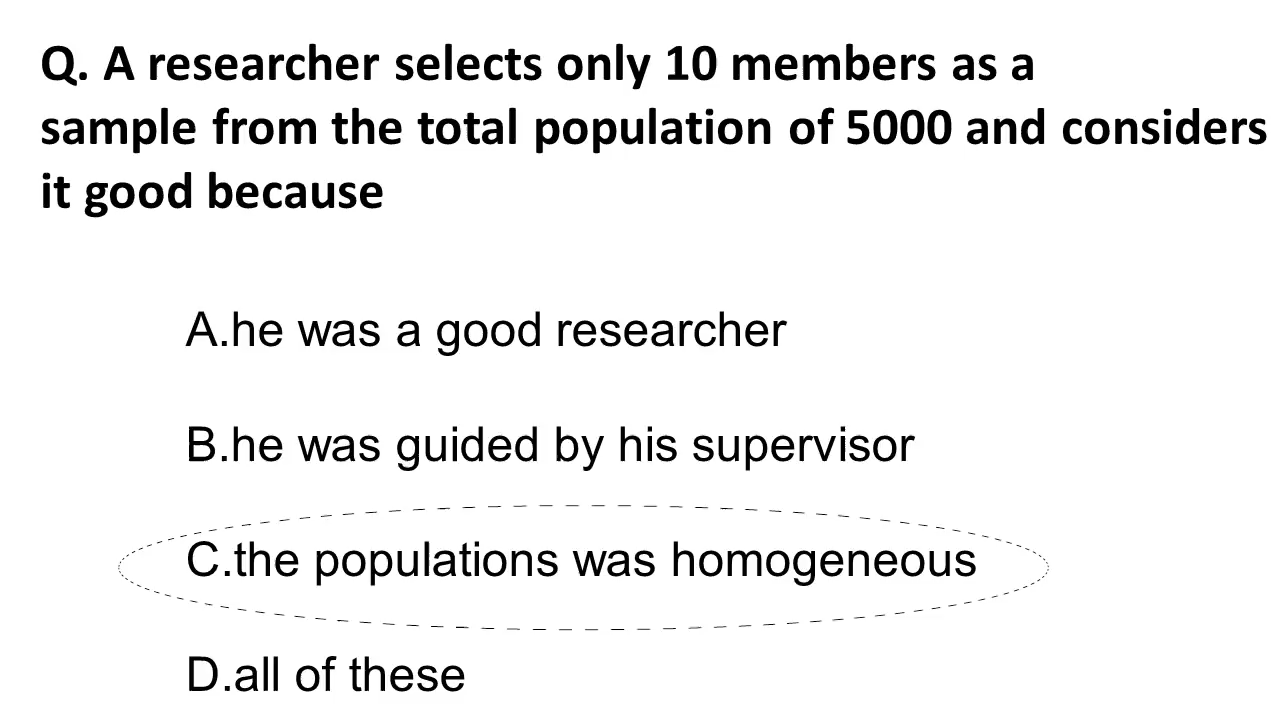 Q. A researcher selects only 10 members as a
sample from the total population of 5000 and considers
it good because
A.he was a good researcher
B.he was guided by his supervisor
C.the populations was homogeneous
D.all of these